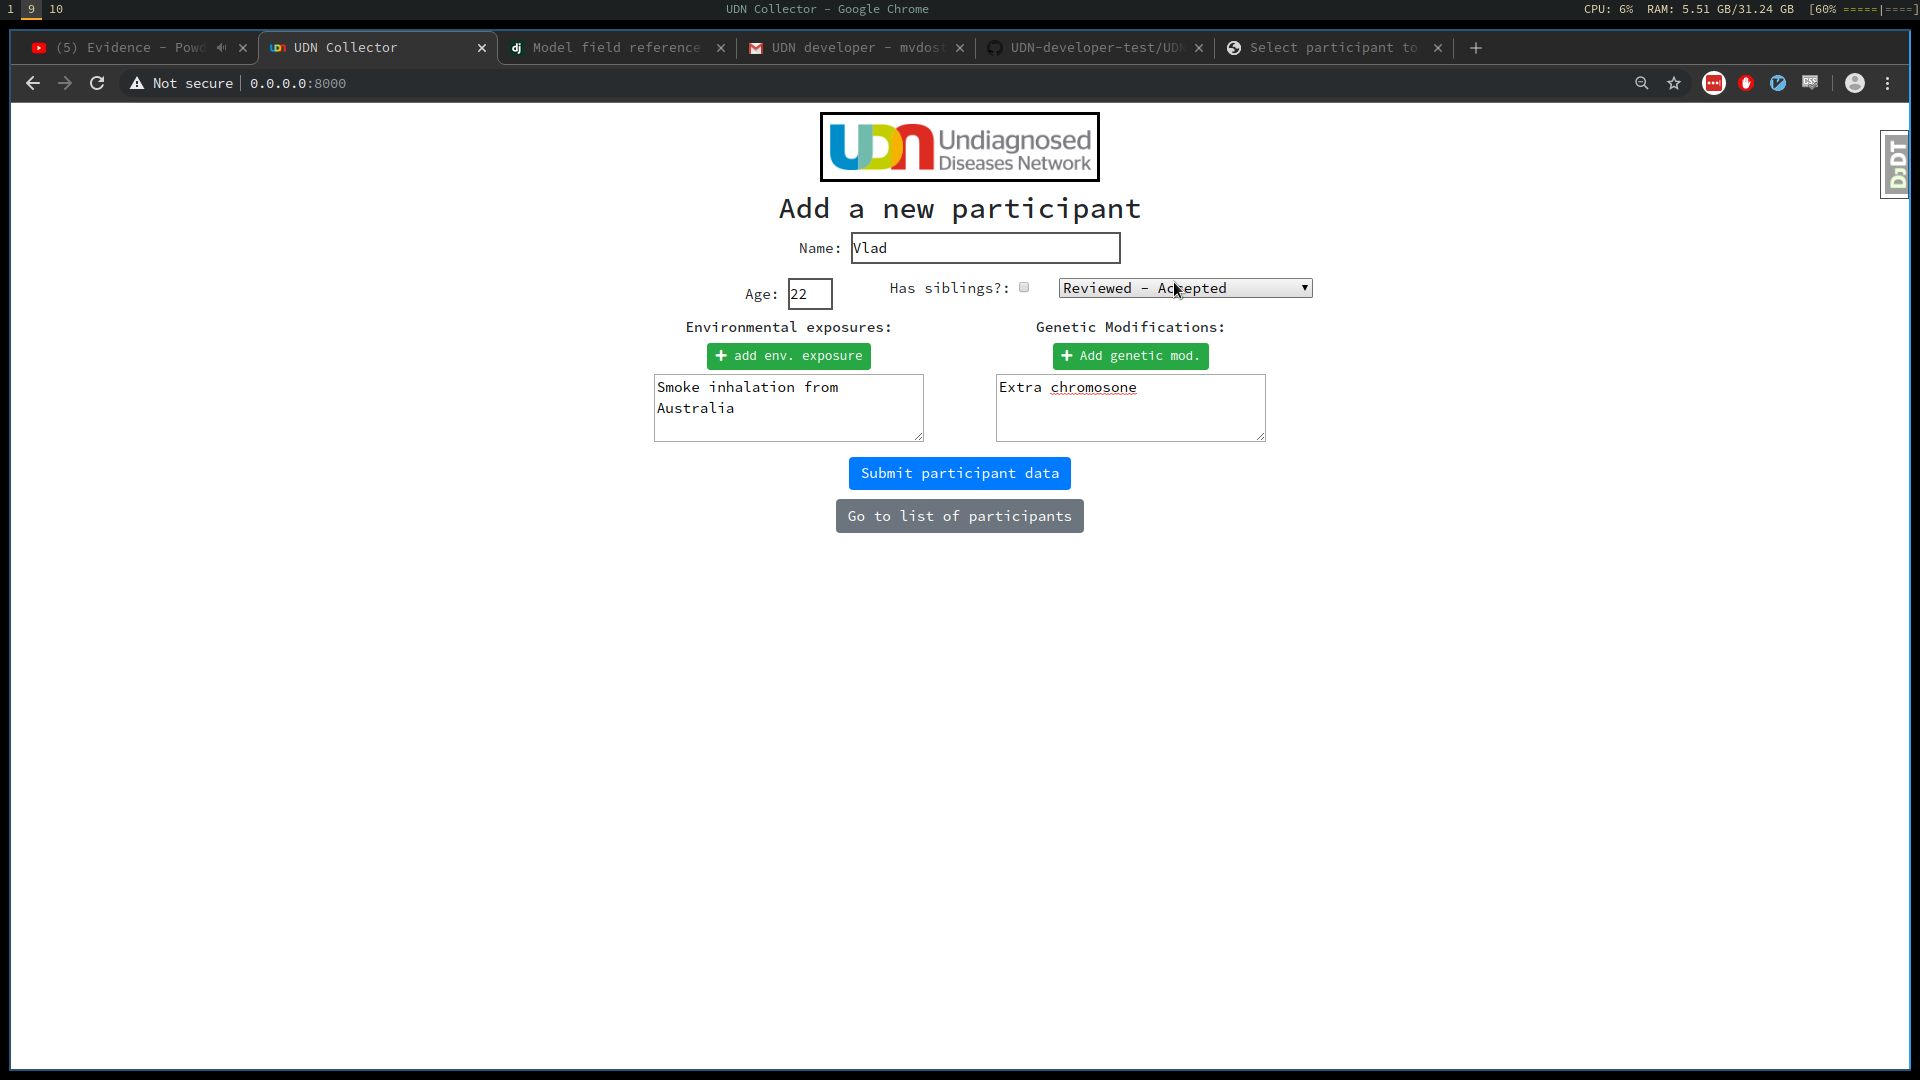 1 9 10 UDN Collector - Google Chrome CPU: 6% RAM: 5.51 GB/31.24 GB [60% =====|====]
(5) Evidence - Powd UDN Collector Model field reference UDN developer - mvdost UDN-developer-test/UDN Select participant to
Not secure 0.0.0.0:8000
UDN Undiagnosed
Diseases Network
DJDT
Add a new participant
Name: Vlad
Age: 22 Has siblings?: Reviewed - Accepted
Environmental exposures: Genetic Modifications:
+ add env. exposure + Add genetic mod.
Smoke inhalation from Extra chromosone
Australia
Submit participant data
Go to list of participants